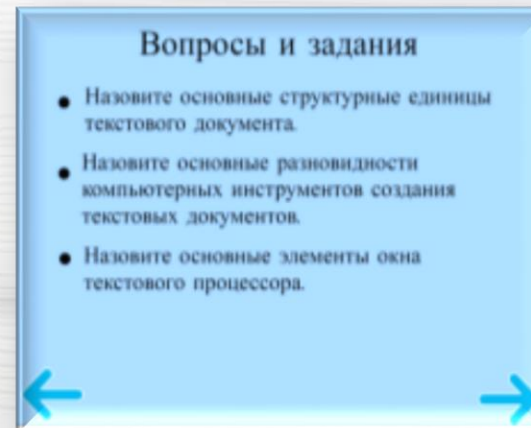 Вопросы и задания
• Назовите основные структурные единицы
текстового документа.
• Назовите основные разновидности
компьютерных инструментов создания
текстовых документов.
• Назовите основные элементы окна
текстового процессора.